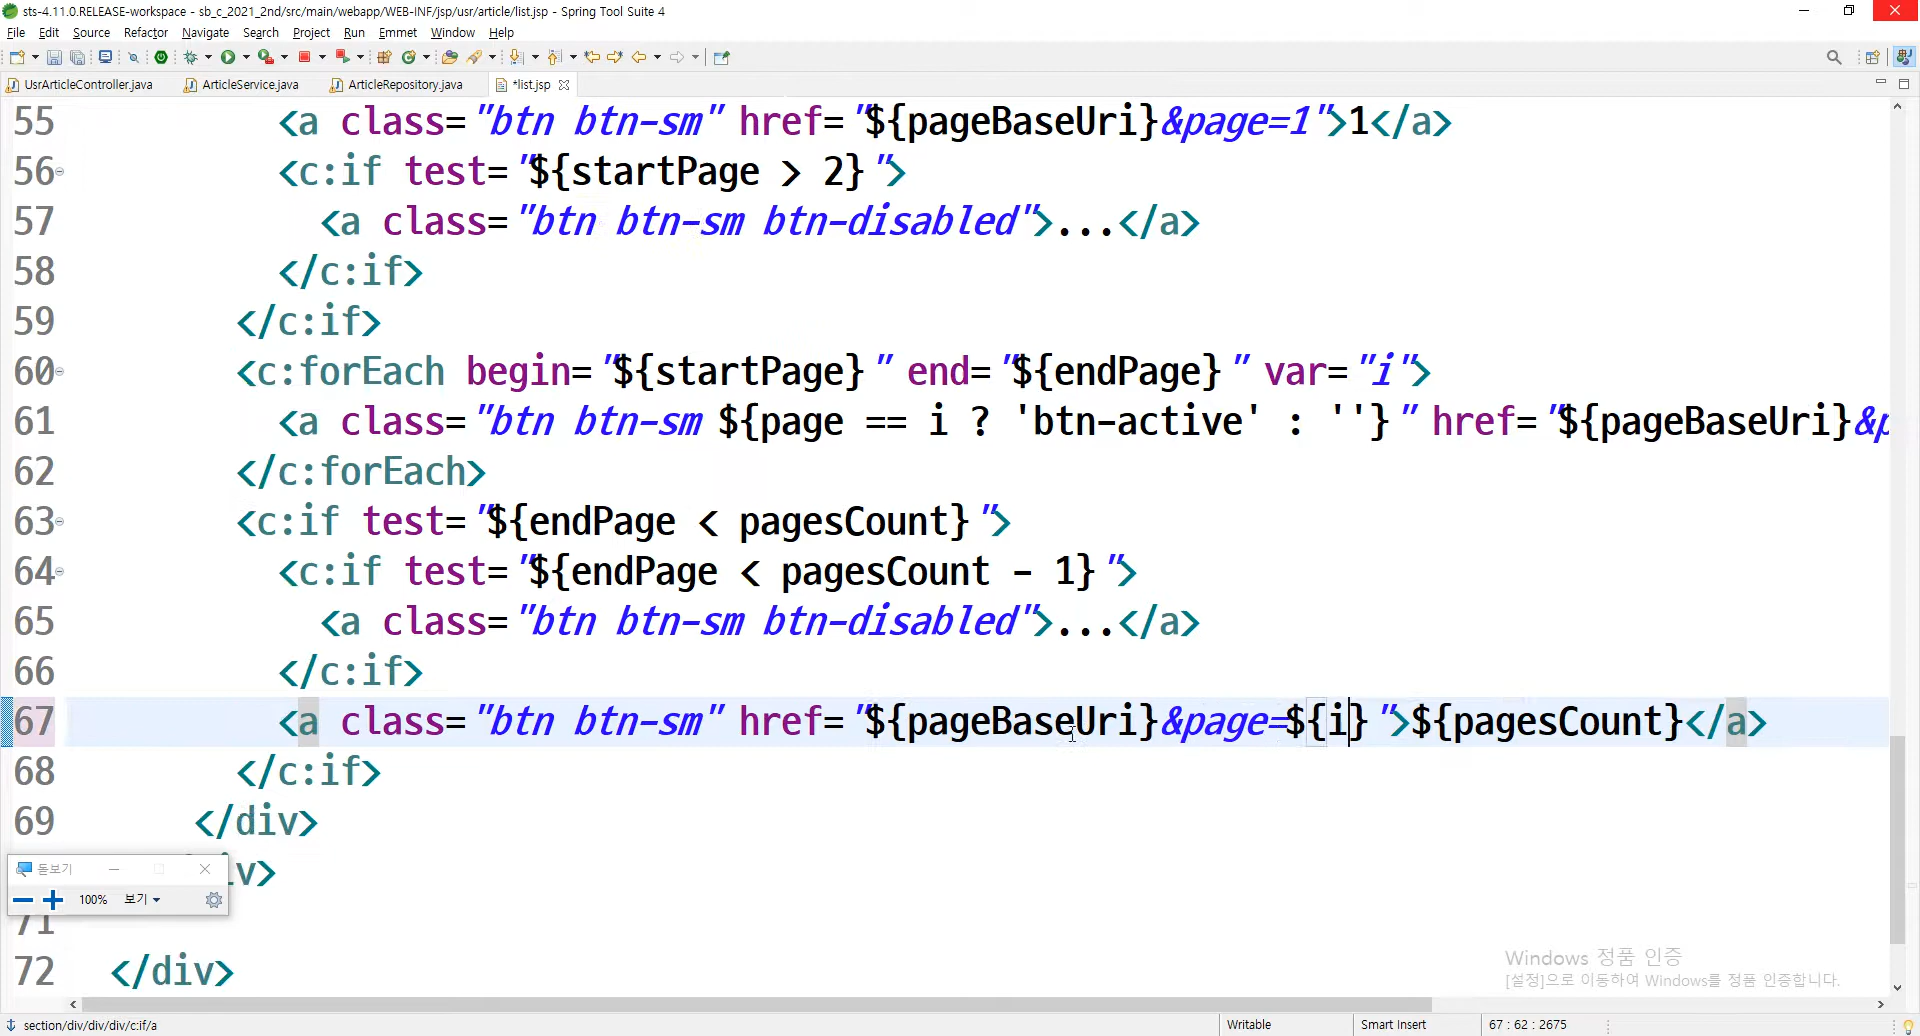 sts-4.11.0.RELEASE-workspace - sb_c_2021_2nd/src/main/webapp/WEB-INF/jsp/usr/article/list.jsp - Spring Tool Suite 4
File Edit Source Refactor Navigate Search Project Run Emmet Window Help
UsrArticleController.java ArticleService.java ArticleRepository.java *list.jsp
55 <a class="btn btn-sm" href="${pageBaseUri}&page=1">1</a>
56 <c:if test="${startPage > 2}">
57 <a class="btn btn-sm btn-disabled">...</a>
58 </c:if>
59 </c:if>
60 <c:forEach begin="${startPage}" end="${endPage}" var="i">
61 <a class="btn btn-sm ${page == i ? 'btn-active' : ''}" href="${pageBaseUri}&p
62 </c:forEach>
63 <c:if test="${endPage < pagesCount}">
64 <c:if test="${endPage < pagesCount - 1}">
65 <a class="btn btn-sm btn-disabled">...</a>
66 </c:if>
67 <a class="btn btn-sm" href="${pageBaseUri}&page=${i}">${pagesCount}</a>
68 </c:if>
69 </div>
돋보기
iv>
100% 보기
71
72 </div>
Windows 정품 인증
[설정]으로 이동하여 Windows를 정품 인증합니다.
section/div/div/div/c:if/a Writable Smart Insert 67 : 62 : 2675